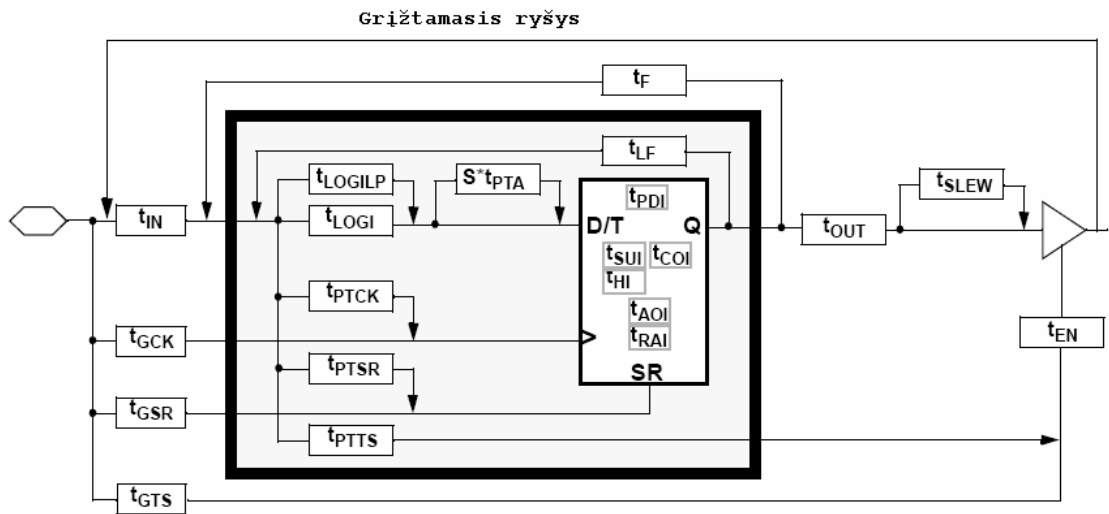 Grįžtamasis ryšys
tF
tLF
tLOGILP
S*tPTA
tSLEW
tPDI
tIN
tLOGI
D/T
Q
tOUT
tSUI
tCOI
tHI
tPTCK
tAOI
tGCK
tRAI
tEN
tPTSR
SR
tGSR
tPTTS
tGTS